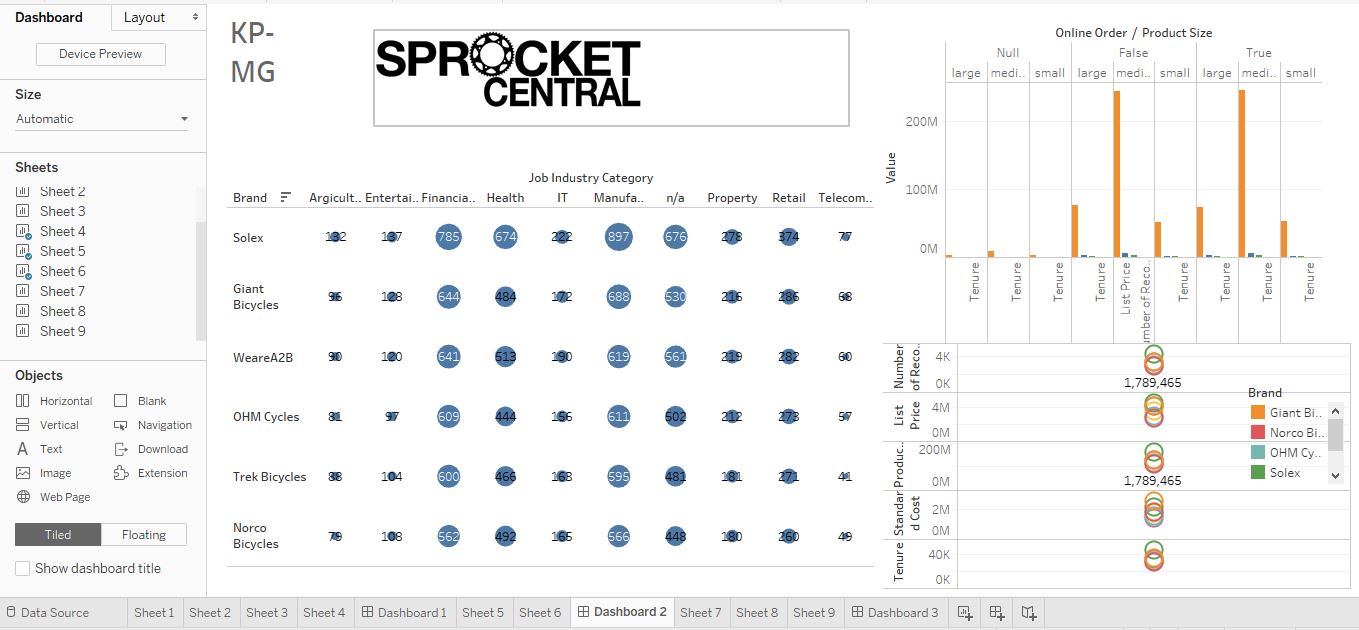 Dashboard
Layout
Device Preview
Size
Automatic
Sheets
Sheet 2
Sheet 3
Sheet 4
Sheet 5
Sheet 6
Sheet 7
Sheet 8
Sheet 9
Objects
Horizontal
Blank
Vertical
Navigation
Text
Download
Image
Extension
Web Page
Tiled
Floating
Show dashboard title
KP-
MG
SPROCKET
CENTRAL
Job Industry Category
Brand Argicult.. Entertai.. Financia.. Health IT Manufa.. n/a Property Retail Telecom..
Solex 132 137 785 674 222 897 676 278 374 77
Giant
Bicycles 96 128 644 484 172 688 530 216 286 68
WeareA2B 90 120 641 513 190 619 561 219 282 60
OHM Cycles 81 97 609 444 156 611 502 212 273 57
Trek Bicycles 88 104 600 466 163 595 481 181 271 41
Norco
Bicycles 79 108 562 492 165 566 448 180 260 49
Online Order / Product Size
Null False True
large medi.. small large medi.. small large medi.. small
Value
200M
100M
0M
Tenure Tenure Tenure Tenure List Price umber of Reco.. Tenure Tenure Tenure Tenure
Number
of Reco..
4K
0K
1,789,465
List
Price
4M
0M
Produc..
200M
0M
1,789,465
Standar
d Cost
2M
0M
Tenure
40K
0K
Brand
Giant Bi..
Norco Bi..
OHM Cy..
Solex
Data Source Sheet 1 Sheet 2 Sheet 3 Sheet 4 Dashboard 1 Sheet 5 Sheet 6 Dashboard 2 Sheet 7 Sheet 8 Sheet 9 Dashboard 3